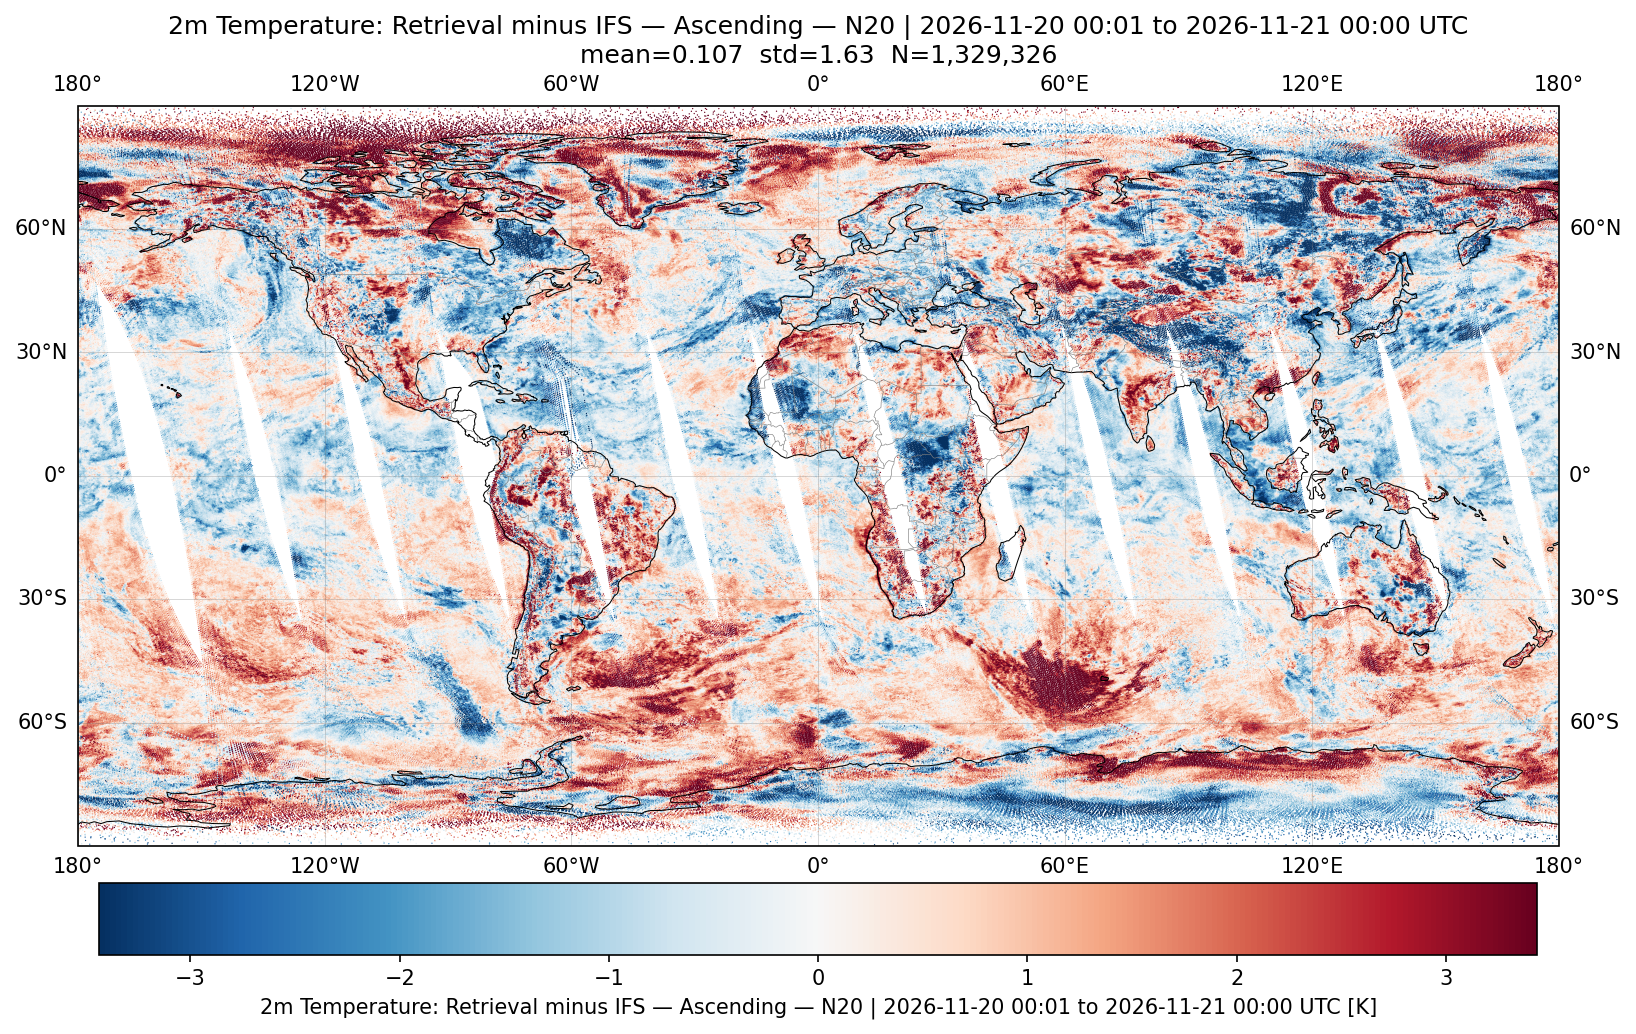 2m Temperature: Retrieval minus IFS — Ascending — N20 | 2026-11-20 00:01 to 2026-11-21 00:00 UTC
mean=0.107  std=1.63  N=1,329,326
180° 120°W 60°W 0° 60°E 120°E 180°
60°N 60°N
30°N 30°N
0° 0°
30°S 30°S
60°S 60°S
180° 120°W 60°W 0° 60°E 120°E 180°
−3 −2 −1 0 1 2 3
2m Temperature: Retrieval minus IFS — Ascending — N20 | 2026-11-20 00:01 to 2026-11-21 00:00 UTC [K]